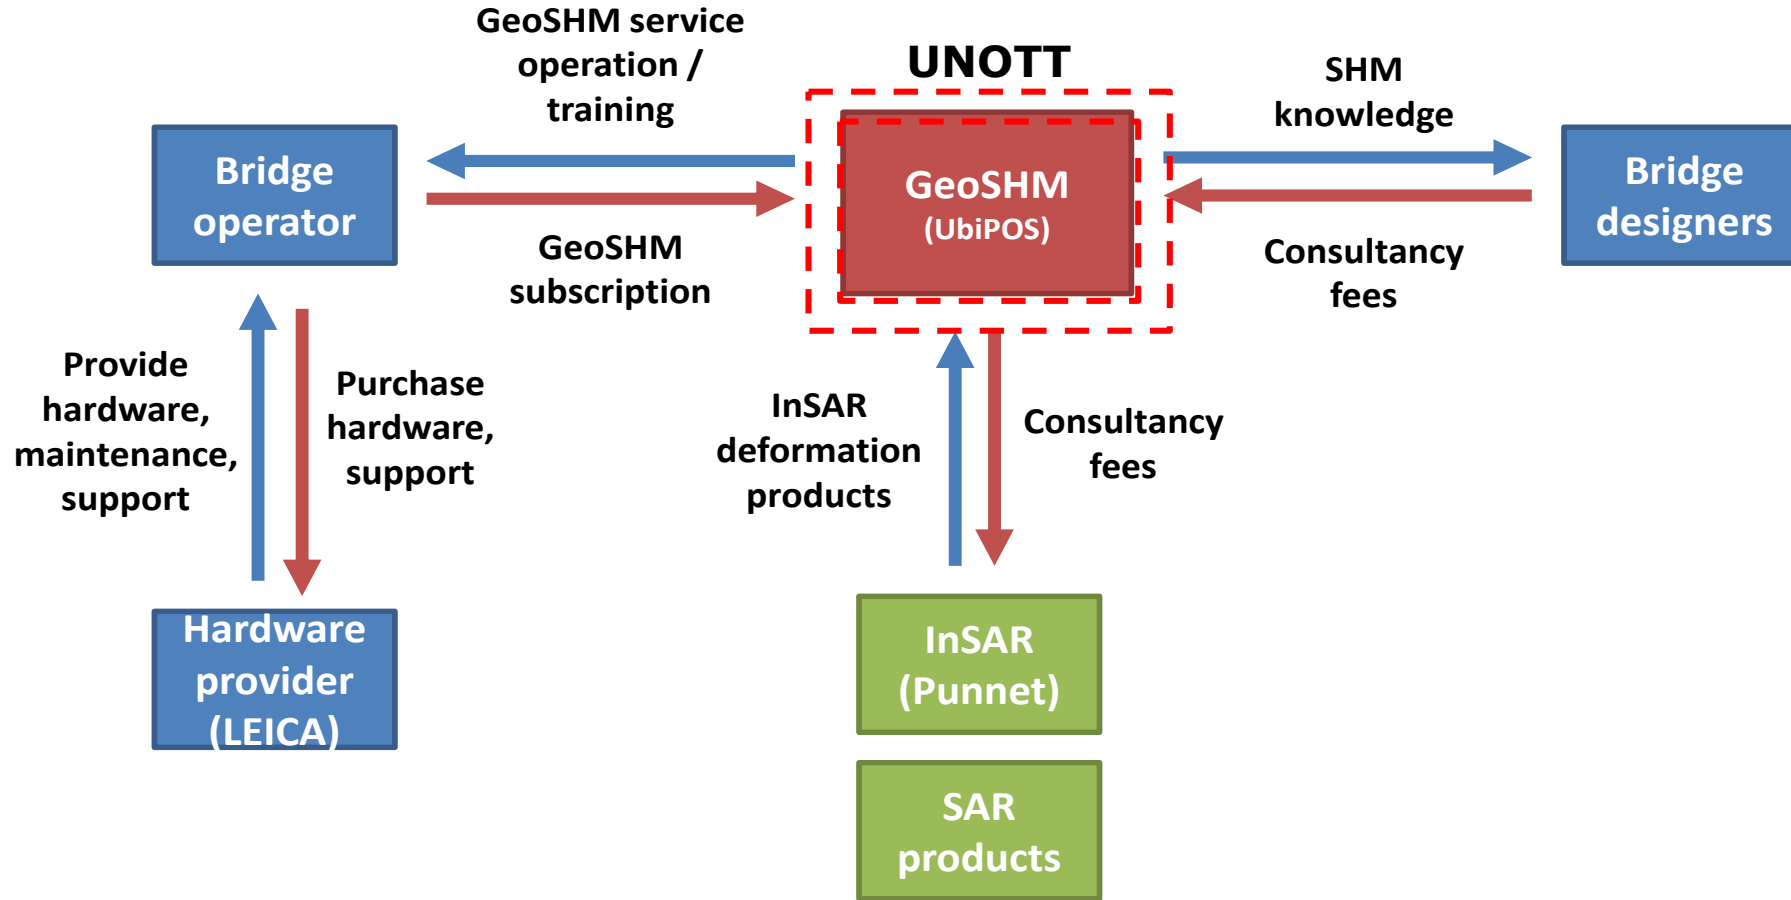 GeoSHM service
operation /
training
UNOTT
SHM
knowledge
Bridge
operator
GeoSHM
(UbiPOS)
Bridge
designers
GeoSHM
subscription
Consultancy
fees
Provide
hardware,
maintenance,
support
Purchase
hardware,
support
InSAR
deformation
products
Consultancy
fees
Hardware
provider
(LEICA)
InSAR
(Punnet)
SAR
products